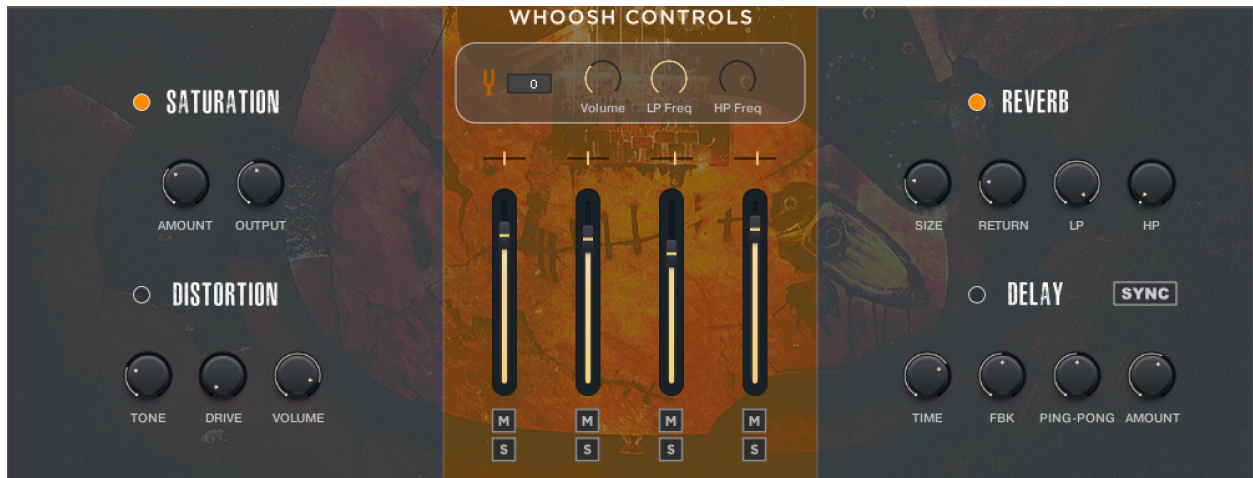 WHOOSH CONTROLS
0
Volume
LP Freq
HP Freq
SATURATION
AMOUNT
OUTPUT
DISTORTION
TONE
DRIVE
VOLUME
M
M
M
M
S
S
S
S
REVERB
SIZE
RETURN
LP
HP
DELAY
SYNC
TIME
FBK
PING-PONG
AMOUNT